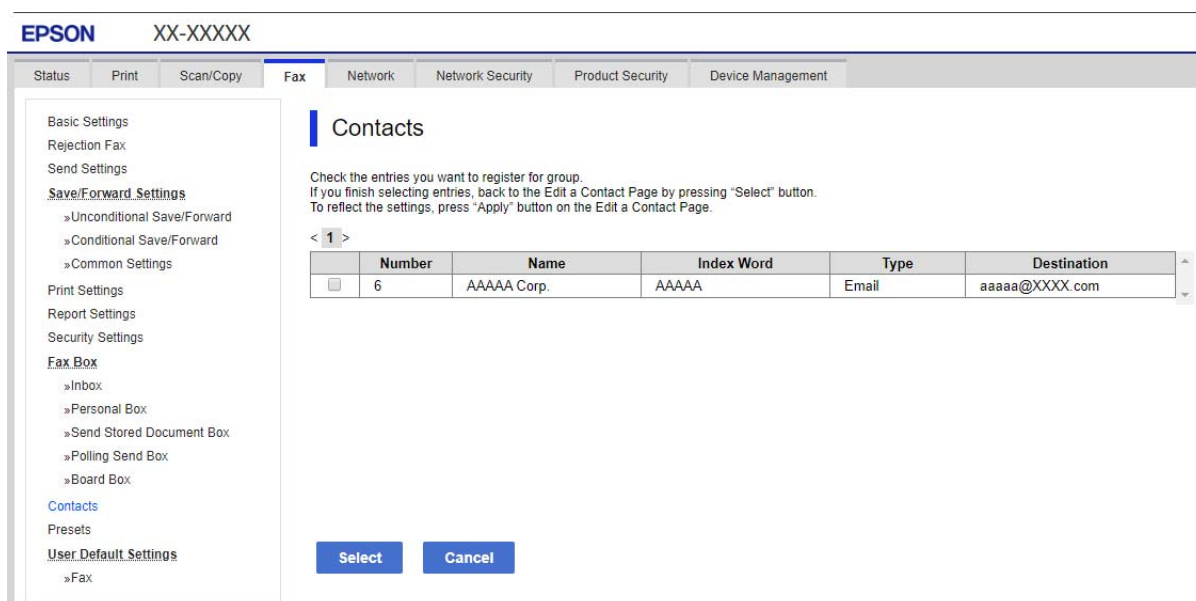 EPSON XX-XXXXX
Status Print Scan/Copy Fax Network Network Security Product Security Device Management
Basic Settings
Rejection Fax
Send Settings
Save/Forward Settings
»Unconditional Save/Forward
»Conditional Save/Forward
»Common Settings
Print Settings
Report Settings
Security Settings
Fax Box
»Inbox
»Personal Box
»Send Stored Document Box
»Polling Send Box
»Board Box
Contacts
Presets
User Default Settings
»Fax
Contacts
Check the entries you want to register for group.
If you finish selecting entries, back to the Edit a Contact Page by pressing “Select” button.
To reflect the settings, press “Apply” button on the Edit a Contact Page.
< 1 >
Number Name Index Word Type Destination
6 AAAAA Corp. AAAAA Email aaaaa@XXXX.com
Select Cancel